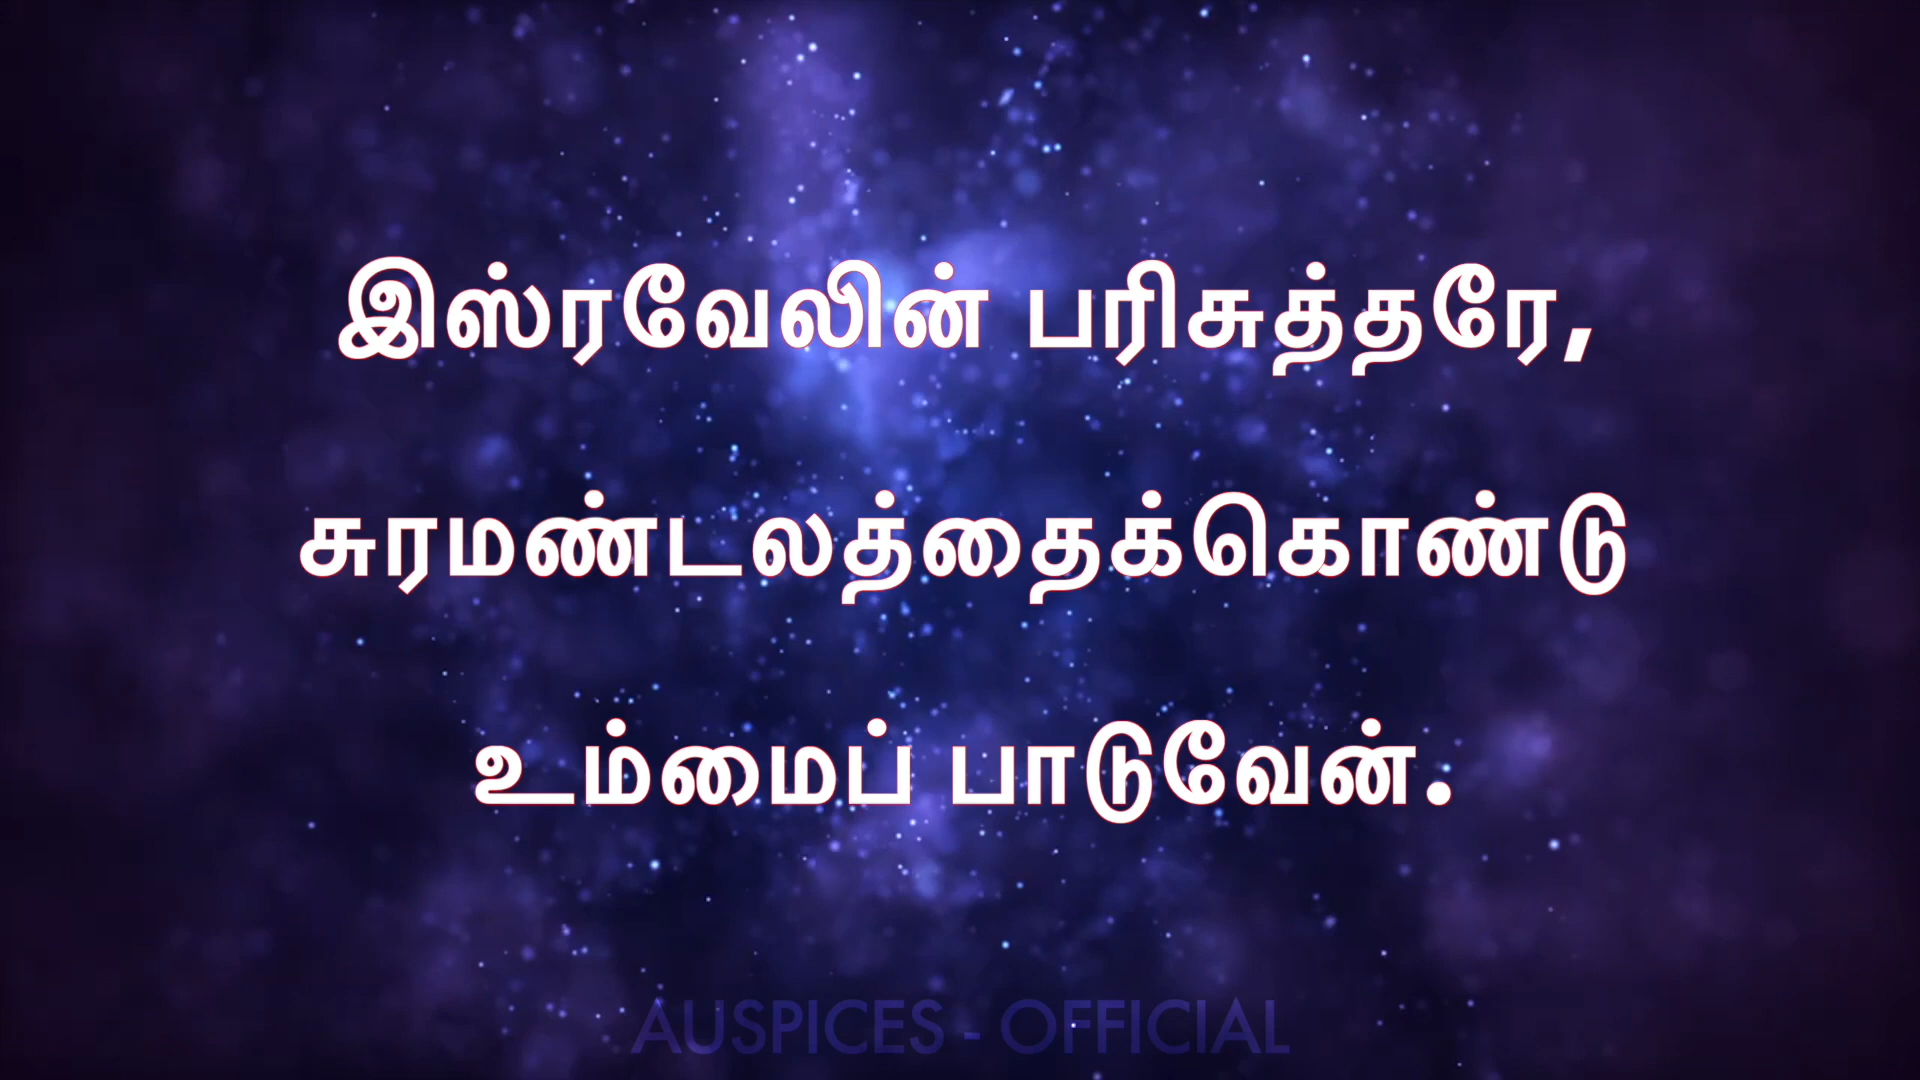 இஸ்ரவேலின் பரிசுத்தரே,
சுரமண்டலத்தைக்கொண்டு
உம்மைப் பாடுவேன்.
AUSPICES - OFFICIAL